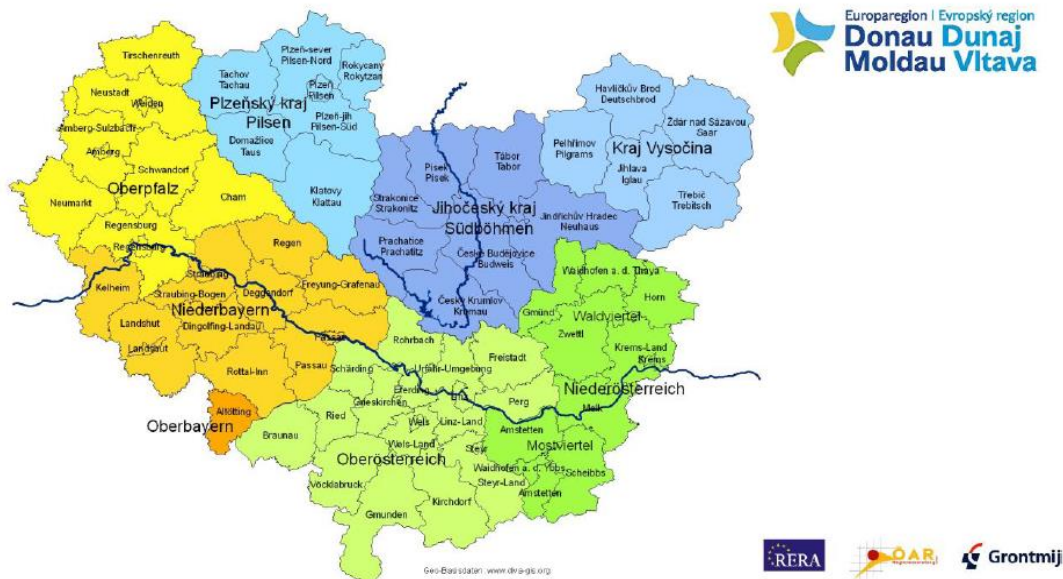 Europaregion | Evropský region
Donau Dunaj
Moldau Vltava
Tirschenreuth
Neustadt
Weiden
Amberg-Sulzbach
Amberg
Schwandorf
Oberpfalz
Neumarkt
Cham
Regensburg
Regensburg
Tachov
Tachau
Plzeň-sever
Pilsen-Nord
Rokycany
Rokytzan
Plzeň
Pilsen
Plzeňský kraj
Pilsen
Plzeň-jih
Pilsen-Süd
Domažlice
Taus
Klatovy
Klattau
Písek
Pisek
Tábor
Tabor
Strakonice
Strakonitz
Jihočeský kraj
Südböhmen
Jindřichův Hradec
Neuhaus
Prachatice
Prachatitz
České Budějovice
Budweis
Český Krumlov
Krumau
Havlíčkův Brod
Deutschbrod
Žďar nad Sázavou
Saar
Pelhřimov
Pilgrams
Kraj Vysočina
Jihlava
Iglau
Třebíč
Trebitsch
Regen
Kelheim
Straubing
Straubing-Bogen
Deggendorf
Freyung-Grafenau
Niederbayern
Dingolfing-Landau
Landshut
Landshut
Passau
Passau
Rottal-Inn
Altötting
Oberbayern
Rohrbach
Freistadt
Schärding
Urfahr-Umgebung
Eferding
Linz
Grieskirchen
Perg
Ried
Wels
Linz-Land
Braunau
Wels-Land
Steyr
Oberösterreich
Vöcklabruck
Steyr-Land
Kirchdorf
Gmunden
Waidhofen a. d. Thaya
Horn
Gmünd
Waldviertel
Zwettl
Krems-Land
Krems
Niederösterreich
Melk
Amstetten
Mostviertel
Waidhofen a. d. Ybbs
Scheibbs
Amstetten
Geo-Basisdaten: www.diva-gis.org
RERA
ÖAR
Grontmij